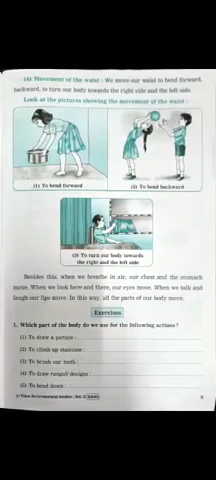 (4) Movement of the waist : We move our waist to bend forward,
backward, to turn our body towards the right side and the left side.
Look at the pictures showing the movement of the waist :
(1) To bend forward
(2) To bend backward
(3) To turn our body towards
the right and the left side
Besides this, when we breathe in air, our chest and the stomach
move. When we look here and there, our eyes move. When we talk and
laugh our lips move. In this way, all the parts of our body move.
Exercises
1. Which part of the body do we use for the following actions?
(1) To draw a picture :
(2) To climb up staircase :
(3) To brush our teeth :
(4) To draw rangoli designs :
(5) To bend down :
Environmental Studies : Std. II
9